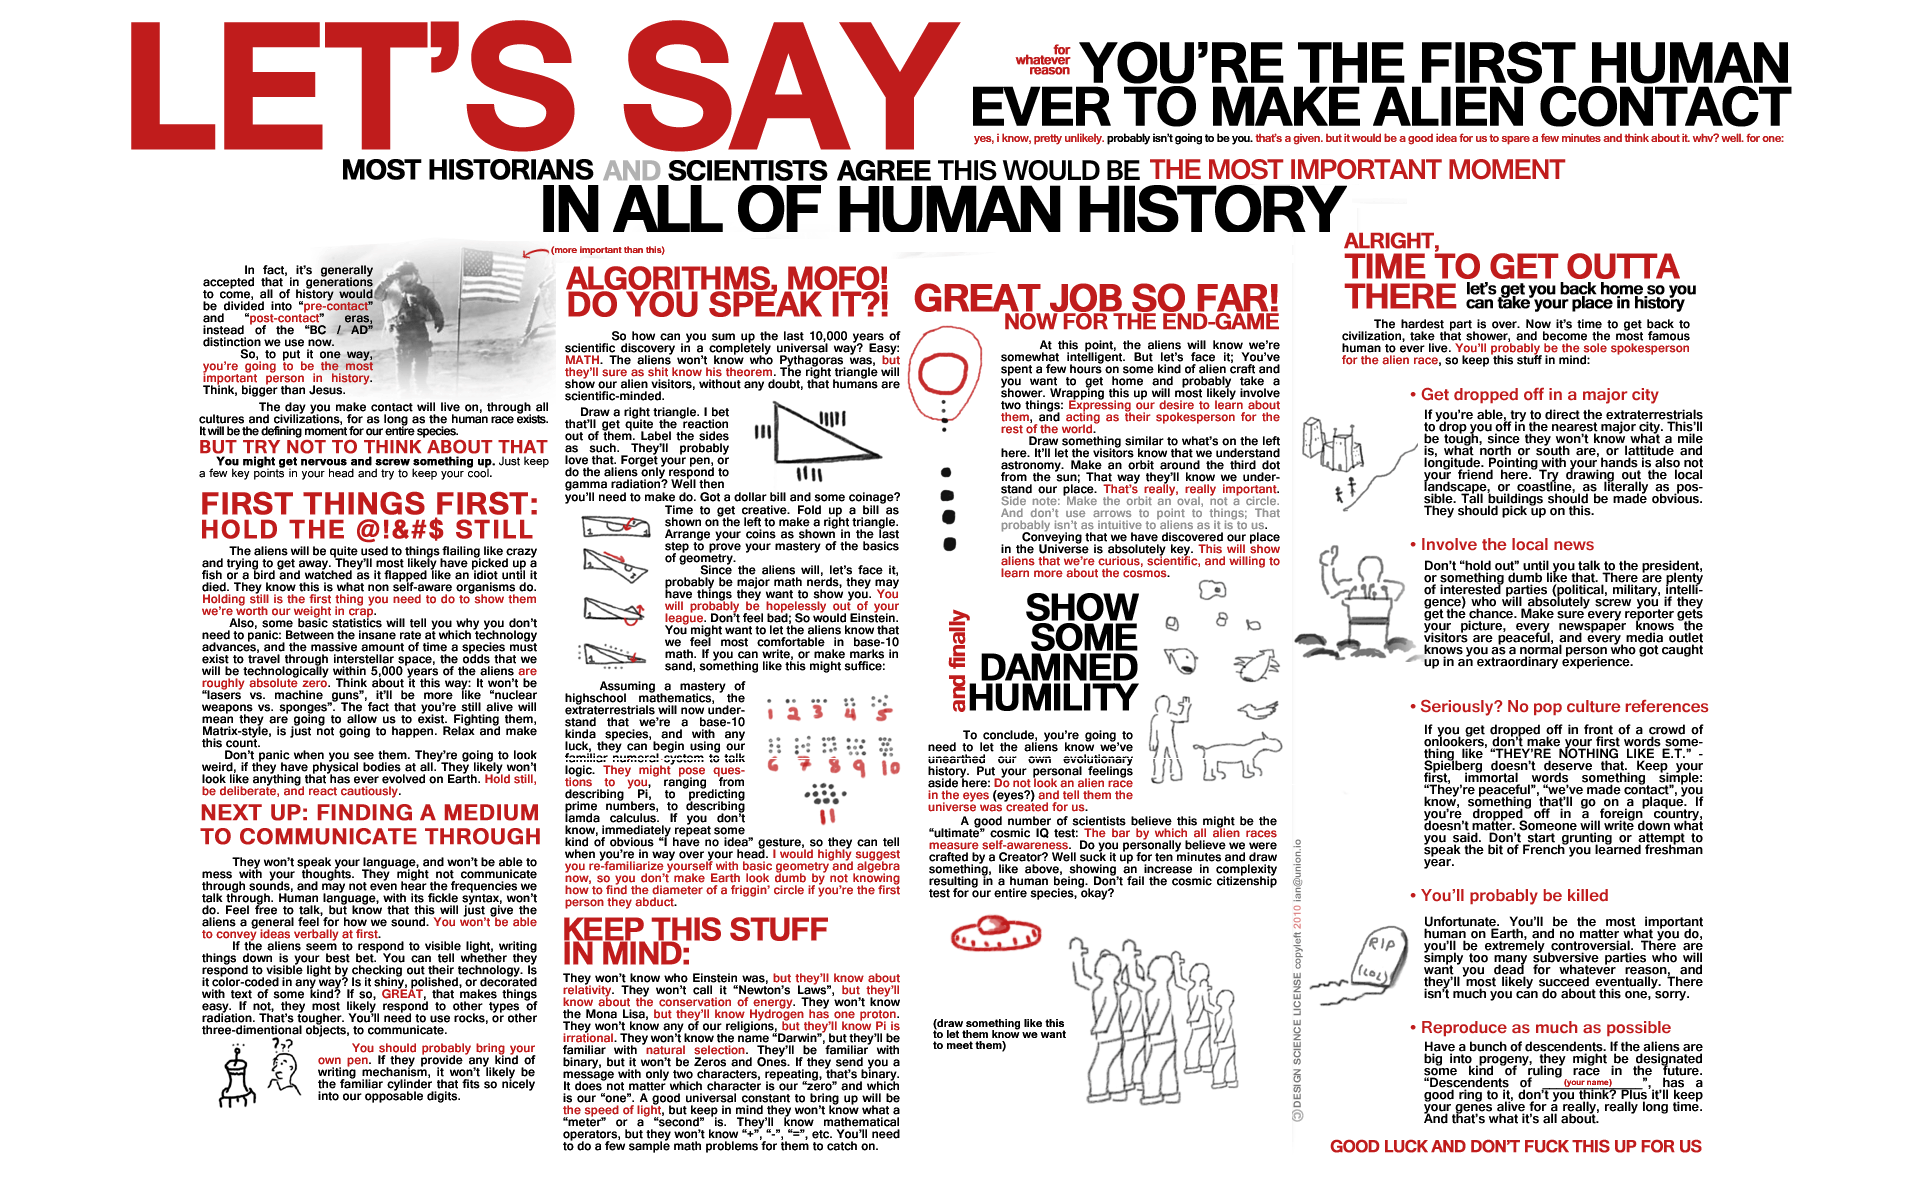 LET'S SAY
for
whatever
reason
YOU'RE THE FIRST HUMAN
EVER TO MAKE ALIEN CONTACT
yes, i know, pretty unlikely. probably isn't going to be you. that's a given. but it would be a good idea for us to spare a few minutes and think about it. why? well. for one:
MOST HISTORIANS AND SCIENTISTS AGREE THIS WOULD BE THE MOST IMPORTANT MOMENT
IN ALL OF HUMAN HISTORY
(more important than this)
In fact, it's generally
accepted that in generations
to come, all of history would
be divided into "pre-contact"
and "post-contact" eras,
instead of the "BC / AD"
distinction we use now.
So, to put it one way,
you're going to be the most
important person in history.
Think, bigger than Jesus.
The day you make contact will live on, through all
cultures and civilizations, for as long as the human race exists.
It will be the defining moment for our entire species.
BUT TRY NOT TO THINK ABOUT THAT
You might get nervous and screw something up. Just keep
a few key points in your head and try to keep your cool.
FIRST THINGS FIRST:
HOLD THE @!&#$ STILL
The aliens will be quite used to things flailing like crazy
and trying to get away. They'll most likely have picked up a
fish or a bird and watched as it flapped like an idiot until it
died. They know this is what non self-aware organisms do.
Holding still is the first thing you need to do to show them
we're worth our weight in crap.
Also, some basic statistics will tell you why you don't
need to panic: Between the insane rate at which technology
advances, and the massive amount of time a species must
exist to travel through interstellar space, the odds that we
will be technologically within 5,000 years of the aliens are
roughly absolute zero. Think about it this way: It won't be
"lasers vs. machine guns", it'll be more like "nuclear
weapons vs. sponges". The fact that you're still alive will
mean they are going to allow us to exist. Fighting them,
Matrix-style, is just not going to happen. Relax and make
this count.
Don't panic when you see them. They're going to look
weird, if they have physical bodies at all. They likely won't
look like anything that has ever evolved on Earth. Hold still,
be deliberate, and react cautiously.
NEXT UP: FINDING A MEDIUM
TO COMMUNICATE THROUGH
They won't speak your language, and won't be able to
mess with your thoughts. They might not communicate
through sounds, and may not even hear the frequencies we
talk through. Human language, with its fickle syntax, won't
do. Feel free to talk, but know that this will just give the
aliens a general feel for how we sound. You won't be able
to convey ideas verbally at first.
If the aliens seem to respond to visible light, writing
things down is your best bet. You can tell whether they
respond to visible light by checking out their technology. Is
it color-coded in any way? Is it shiny, polished, or decorated
with text of some kind? If so, GREAT, that makes things
easy. If not, they most likely respond to other types of
radiation. That's tougher. You'll need to use rocks, or other
three-dimentional objects, to communicate.
???
You should probably bring your
own pen. If they provide any kind of
writing mechanism, it won't likely be
the familiar cylinder that fits so nicely
into our opposable digits.
ALGORITHMS, MOFO!
DO YOU SPEAK IT?!
So how can you sum up the last 10,000 years of
scientific discovery in a completely universal way? Easy:
MATH. The aliens won't know who Pythagoras was, but
they'll sure as shit know his theorem. The right triangle will
show our alien visitors, without any doubt, that humans are
scientific-minded.
Draw a right triangle. I bet
that'll get quite the reaction
out of them. Label the sides
as such. They'll probably
love that. Forget your pen, or
do the aliens only respond to
gamma radiation? Well then
you'll need to make do. Got a dollar bill and some coinage?
Time to get creative. Fold up a bill as
shown on the left to make a right triangle.
Arrange your coins as shown in the last
step to prove your mastery of the basics
of geometry.
Since the aliens will, let's face it,
probably be major math nerds, they may
have things they want to show you. You
will probably be hopelessly out of your
league. Don't feel bad; So would Einstein.
You might want to let the aliens know that
we feel most comfortable in base-10
math. If you can write, or make marks in
sand, something like this might suffice:
Assuming a mastery of
highschool mathematics, the
extraterrestrials will now under-
stand that we're a base-10
kinda species, and with any
luck, they can begin using our
familiar numeral system to talk
logic. They might pose ques-
tions to you, ranging from
describing Pi, to predicting
prime numbers, to describing
lamda calculus. If you don't
know, immediately repeat some
kind of obvious "I have no idea" gesture, so they can tell
when you're in way over your head. I would highly suggest
you re-familiarize yourself with basic geometry and algebra
now, so you don't make Earth look dumb by not knowing
how to find the diameter of a friggin' circle if you're the first
person they abduct.
1 2 3 4 5
6 7 8 9 10
11
KEEP THIS STUFF
IN MIND:
They won't know who Einstein was, but they'll know about
relativity. They won't call it "Newton's Laws", but they'll
know about the conservation of energy. They won't know
the Mona Lisa, but they'll know Hydrogen has one proton.
They won't know any of our religions, but they'll know Pi is
irrational. They won't know the name "Darwin", but they'll be
familiar with natural selection. They'll be familiar with
binary, but it won't be Zeros and Ones. If they send you a
message with only two characters, repeating, that's binary.
It does not matter which character is our "zero" and which
is our "one". A good universal constant to bring up will be
the speed of light, but keep in mind they won't know what a
"meter" or a "second" is. They'll know mathematical
operators, but they won't know "+", "-", "=", etc. You'll need
to do a few sample math problems for them to catch on.
GREAT JOB SO FAR!
NOW FOR THE END-GAME
At this point, the aliens will know we're
somewhat intelligent. But let's face it; You've
spent a few hours on some kind of alien craft and
you want to get home and probably take a
shower. Wrapping this up will most likely involve
two things: Expressing our desire to learn about
them, and acting as their spokesperson for the
rest of the world.
Draw something similar to what's on the left
here. It'll let the visitors know that we understand
astronomy. Make an orbit around the third dot
from the sun; That way they'll know we under-
stand our place. That's really, really important.
Side note: Make the orbit an oval, not a circle.
And don't use arrows to point to things; That
probably isn't as intuitive to aliens as it is to us.
Conveying that we have discovered our place
in the Universe is absolutely key. This will show
aliens that we're curious, scientific, and willing to
learn more about the cosmos.
and finally
SHOW
SOME
DAMNED
HUMILITY
To conclude, you're going to
need to let the aliens know we've
unearthed our own evolutionary
history. Put your personal feelings
aside here: Do not look an alien race
in the eyes (eyes?) and tell them the
universe was created for us.
A good number of scientists believe this might be the
"ultimate" cosmic IQ test: The bar by which all alien races
measure self-awareness. Do you personally believe we were
crafted by a Creator? Well suck it up for ten minutes and draw
something, like above, showing an increase in complexity
resulting in a human being. Don't fail the cosmic citizenship
test for our entire species, okay?
(draw something like this
to let them know we want
to meet them)
DESIGN SCIENCE LICENSE copyleft 2010 ian@union.io
ALRIGHT,
TIME TO GET OUTTA
THERE let's get you back home so you
can take your place in history
The hardest part is over. Now it's time to get back to
civilization, take that shower, and become the most famous
human to ever live. You'll probably be the sole spokesperson
for the alien race, so keep this stuff in mind:
• Get dropped off in a major city
If you're able, try to direct the extraterrestrials
to drop you off in the nearest major city. This'll
be tough, since they won't know what a mile
is, what north or south are, or lattitude and
longitude. Pointing with your hands is also not
your friend here. Try drawing out the local
landscape, or coastline, as literally as pos-
sible. Tall buildings should be made obvious.
They should pick up on this.
• Involve the local news
Don't "hold out" until you talk to the president,
or something dumb like that. There are plenty
of interested parties (political, military, intelli-
gence) who will absolutely screw you if they
get the chance. Make sure every reporter gets
your picture, every newspaper knows the
visitors are peaceful, and every media outlet
knows you as a normal person who got caught
up in an extraordinary experience.
• Seriously? No pop culture references
If you get dropped off in front of a crowd of
onlookers, don't make your first words some-
thing like "THEY'RE NOTHING LIKE E.T." -
Spielberg doesn't deserve that. Keep your
first, immortal words something simple:
"They're peaceful", "we've made contact", you
know, something that'll go on a plaque. If
you're dropped off in a foreign country,
doesn't matter. Someone will write down what
you said. Don't start grunting or attempt to
speak the bit of French you learned freshman
year.
• You'll probably be killed
Unfortunate. You'll be the most important
human on Earth, and no matter what you do,
you'll be extremely controversial. There are
simply too many subversive parties who will
want you dead for whatever reason, and
they'll most likely succeed eventually. There
isn't much you can do about this one, sorry.
RIP
(LOL)
• Reproduce as much as possible
Have a bunch of descendents. If the aliens are
big into progeny, they might be designated
some kind of ruling race in the future.
"Descendents of (your name)", has a
good ring to it, don't you think? Plus it'll keep
your genes alive for a really, really long time.
And that's what it's all about.
GOOD LUCK AND DON'T FUCK THIS UP FOR US